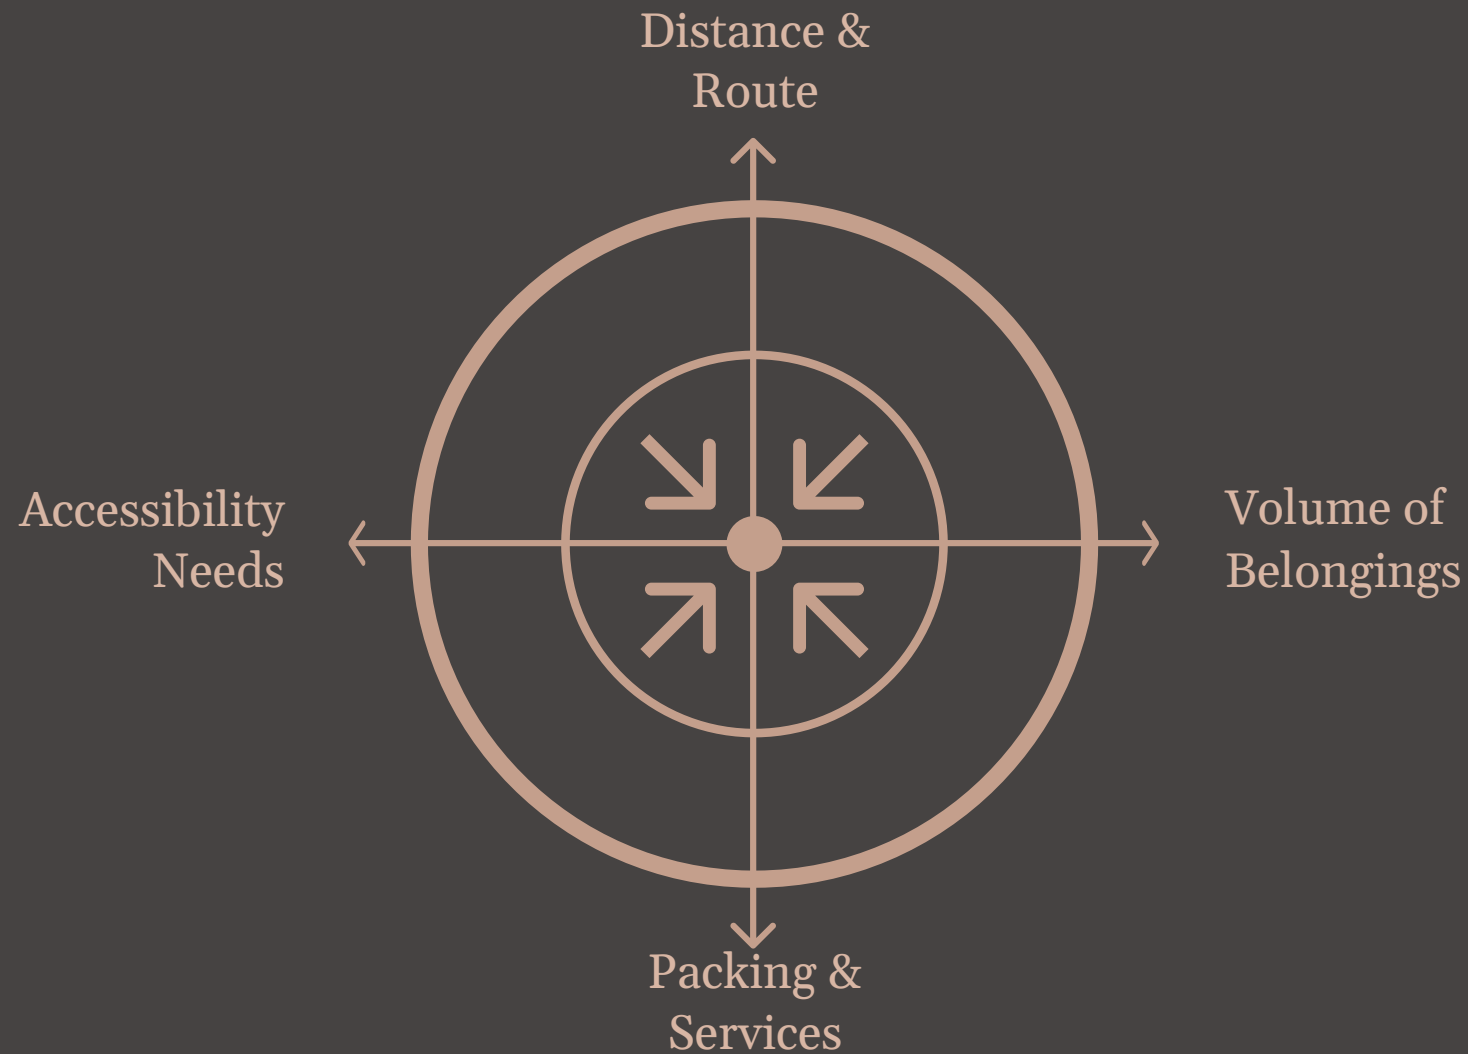 Distance &
Route
Accessibility
Needs
Volume of
Belongings
Packing &
Services